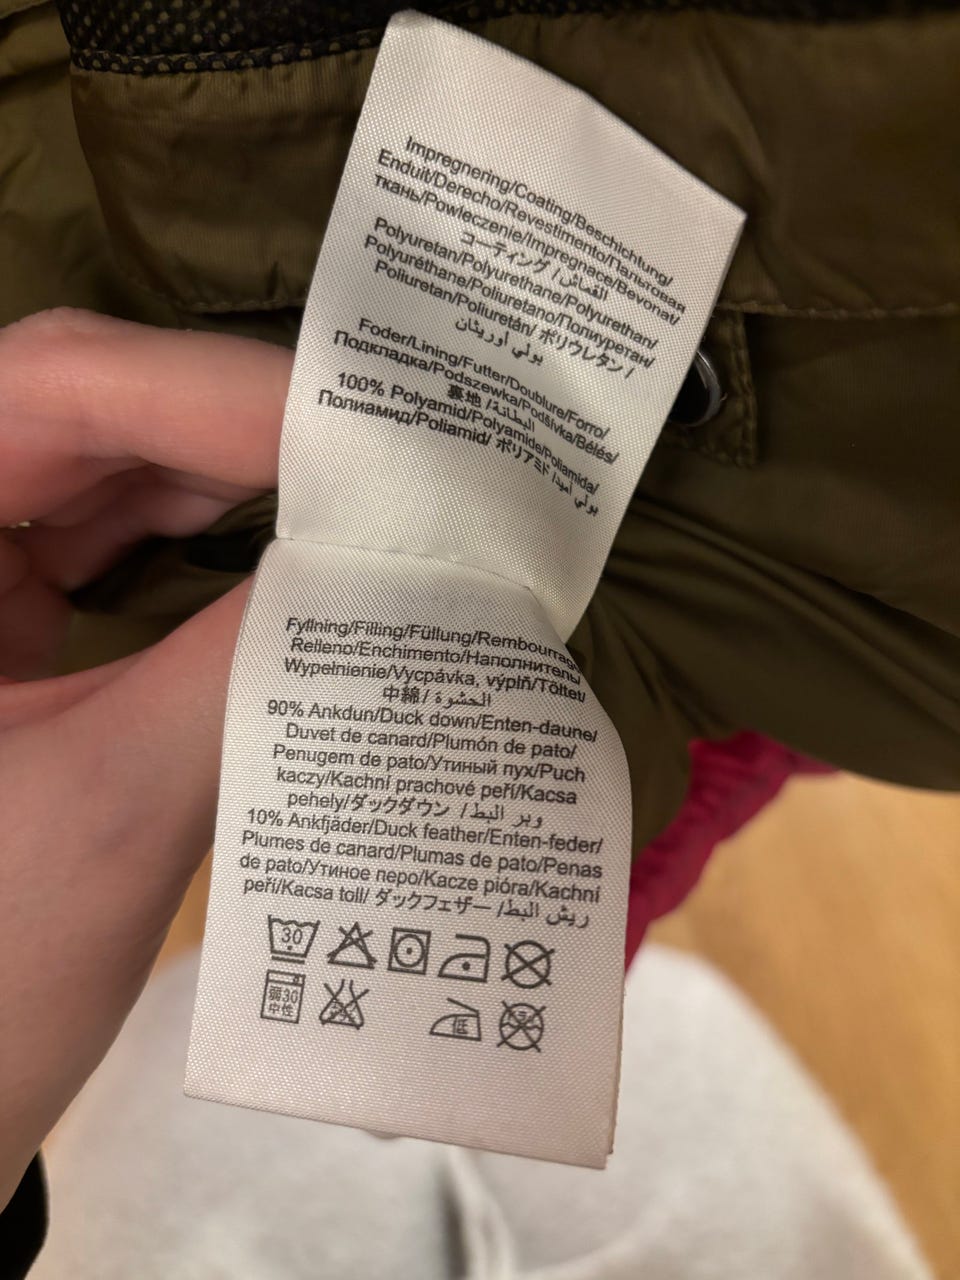 Impregnering/Coating/Beschichtung/
Enduit/Derecho/Revestimento/Пальтовая
ткань/Powleczenie/Impregnace/Bevonat/
コーティング /القماش/
Polyuretan/Polyurethane/Polyurethan/
Polyuréthane/Poliuretano/Полиуретан/
Poliuretan/Poliuretán/ ポリウレタン /
بولي أوريثان
Foder/Lining/Futter/Doublure/Forro/
Подкладка/Podszewka/Podšívka/Bélés/
裏地 /البطانة/
100% Polyamid/Polyamide/Poliamida/
Полиамид/Poliamid/ ポリアミド /بولي أميد
Fyllning/Filling/Füllung/Rembourrage
Relleno/Enchimento/Наполнитель/
Wypełnienie/Vycpávka, výplň/Töltet/
中綿/ الحشوة /
90% Ankdun/Duck down/Enten-daune/
Duvet de canard/Plumón de pato/
Penugem de pato/Утиный пух/Puch
kaczy/Kachní prachové peří/Kacsa
pehely/ダックダウン /وبر البط
10% Ankfjäder/Duck feather/Enten-feder/
Plumes de canard/Plumas de pato/Penas
de pato/Утиное перо/Kacze pióra/Kachní
peří/Kacsa toll/ ダックフェザー /ريش البط
30
弱30
中性 低